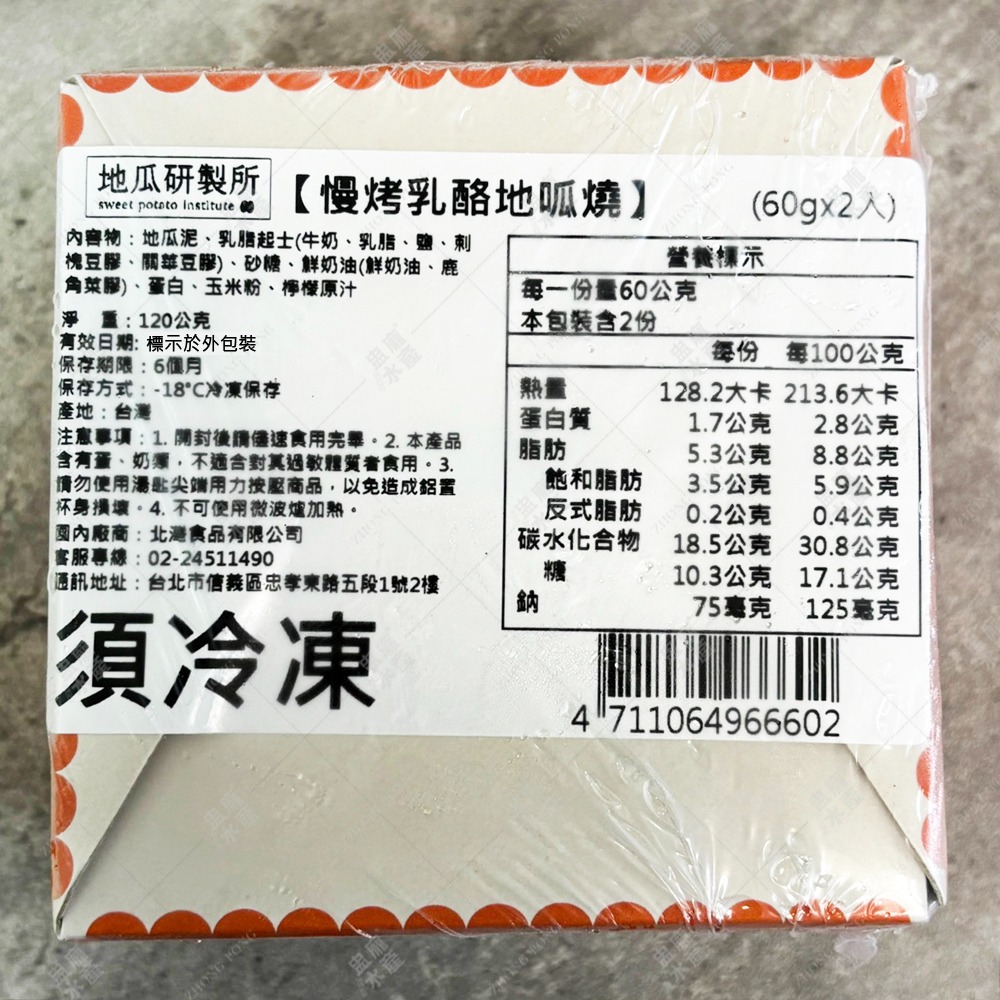 地瓜研製所
sweet potato institute
【慢烤乳酪地呱燒】
(60gx2入)
內容物：地瓜泥、乳脂起士(牛奶、乳脂、鹽、刺
槐豆膠、關華豆膠)、砂糖、鮮奶油(鮮奶油、鹿
角菜膠)、蛋白、玉米粉、檸檬原汁
淨 重：120公克
有效日期: 標示於外包裝
保存期限：6個月
保存方式：-18°C冷凍保存
產地：台灣
注意事項：1. 開封後請儘速食用完畢。2. 本產品
含有蛋、奶類，不適合對其過敏體質者食用。3.
請勿使用湯匙尖端用力按壓商品，以免造成鋁置
杯身損壞。4. 不可使用微波爐加熱。
國內廠商：北灣食品有限公司
客服專線：02-24511490
通訊地址：台北市信義區忠孝東路五段1號2樓
須冷凍
營養標示
每一份量60公克
本包裝含2份
每份 每100公克
熱量 128.2大卡 213.6大卡
蛋白質 1.7公克 2.8公克
脂肪 5.3公克 8.8公克
飽和脂肪 3.5公克 5.9公克
反式脂肪 0.2公克 0.4公克
碳水化合物 18.5公克 30.8公克
糖 10.3公克 17.1公克
鈉 75毫克 125毫克
4 711064966602